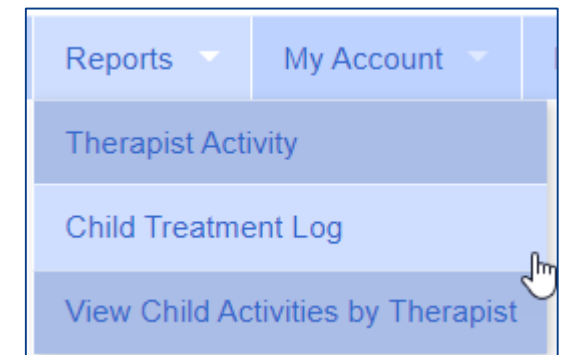 Reports
My Account
Therapist Activity
Child Treatment Log
View Child Activities by Therapist